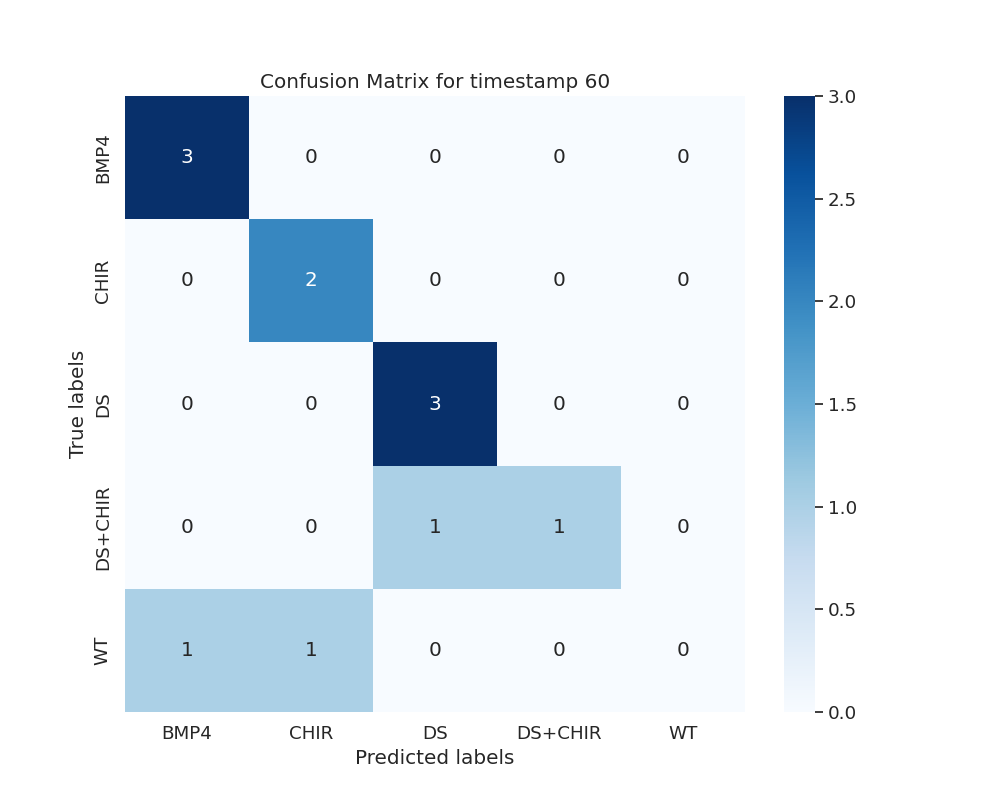 Confusion Matrix for timestamp 60
True labels
BMP4 3 0 0 0 0
CHIR 0 2 0 0 0
DS 0 0 3 0 0
DS+CHIR 0 0 1 1 0
WT 1 1 0 0 0
BMP4 CHIR DS DS+CHIR WT
Predicted labels
3.0
2.5
2.0
1.5
1.0
0.5
0.0